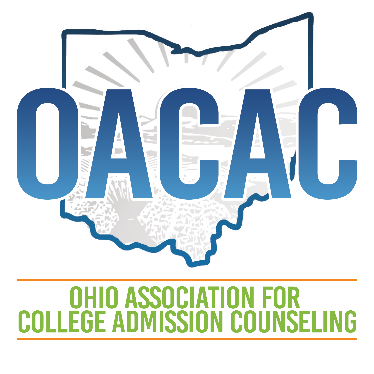 OACAC
OHIO ASSOCIATION FOR
COLLEGE ADMISSION COUNSELING